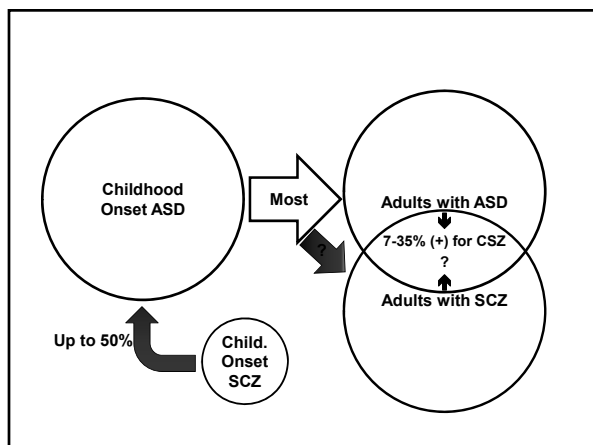 Childhood
Onset ASD
Most
?
Adults with ASD
7-35% (+) for CSZ
?
Adults with SCZ
Up to 50%
Child.
Onset
SCZ